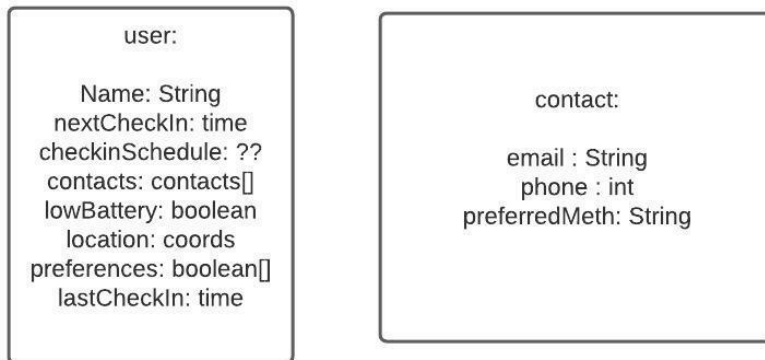 user:
Name: String
nextCheckIn: time
checkinSchedule: ??
contacts: contacts[]
lowBattery: boolean
location: coords
preferences: boolean[]
lastCheckIn: time
contact:
email : String
phone : int
preferredMeth: String